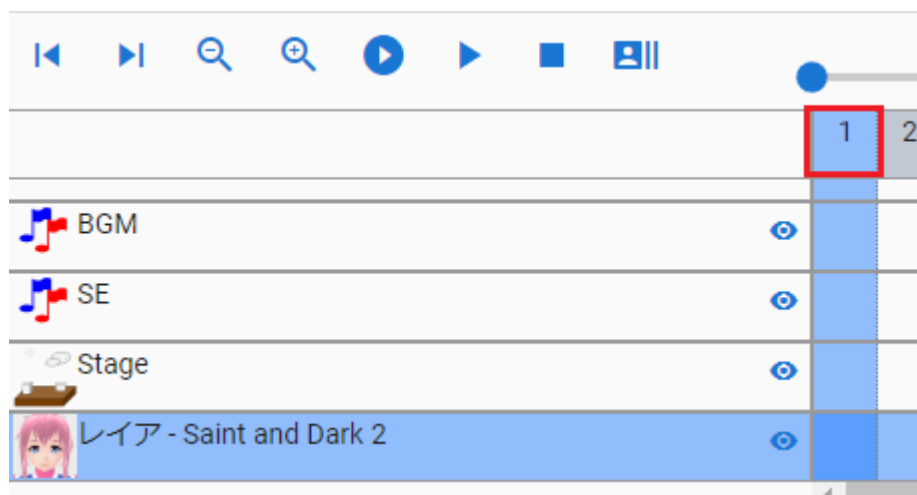 1 2
BGM
SE
Stage
レイア - Saint and Dark 2